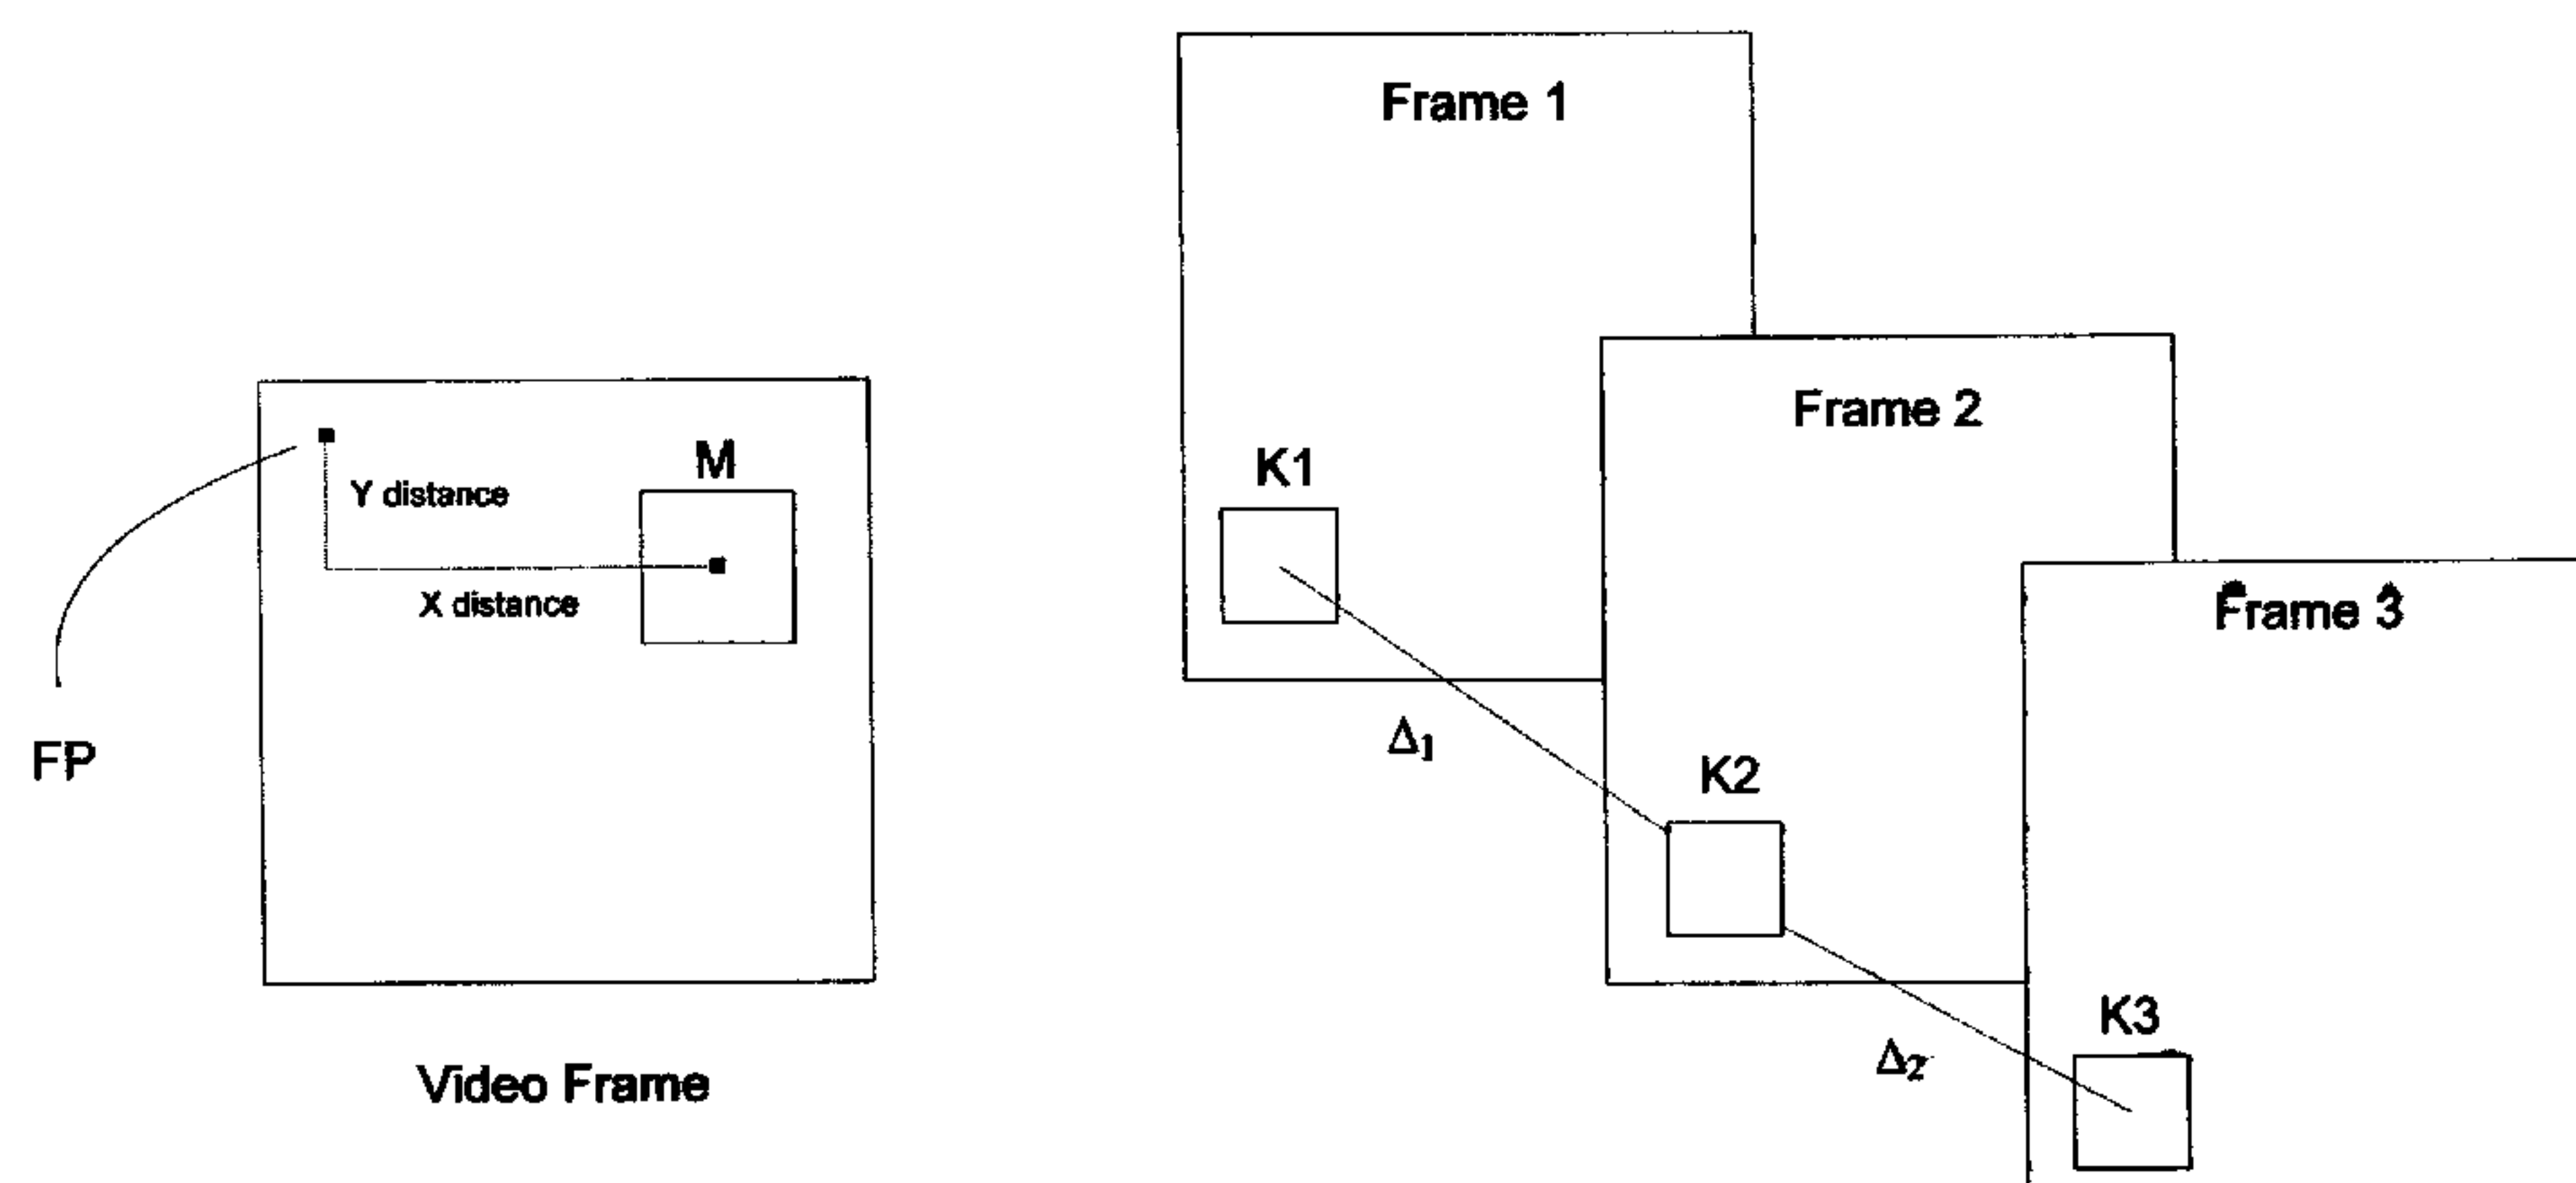 M
Y distance
X distance
FP
Video Frame
Frame 1
K1
Δ1
Frame 2
K2
Δ2
Frame 3
K3